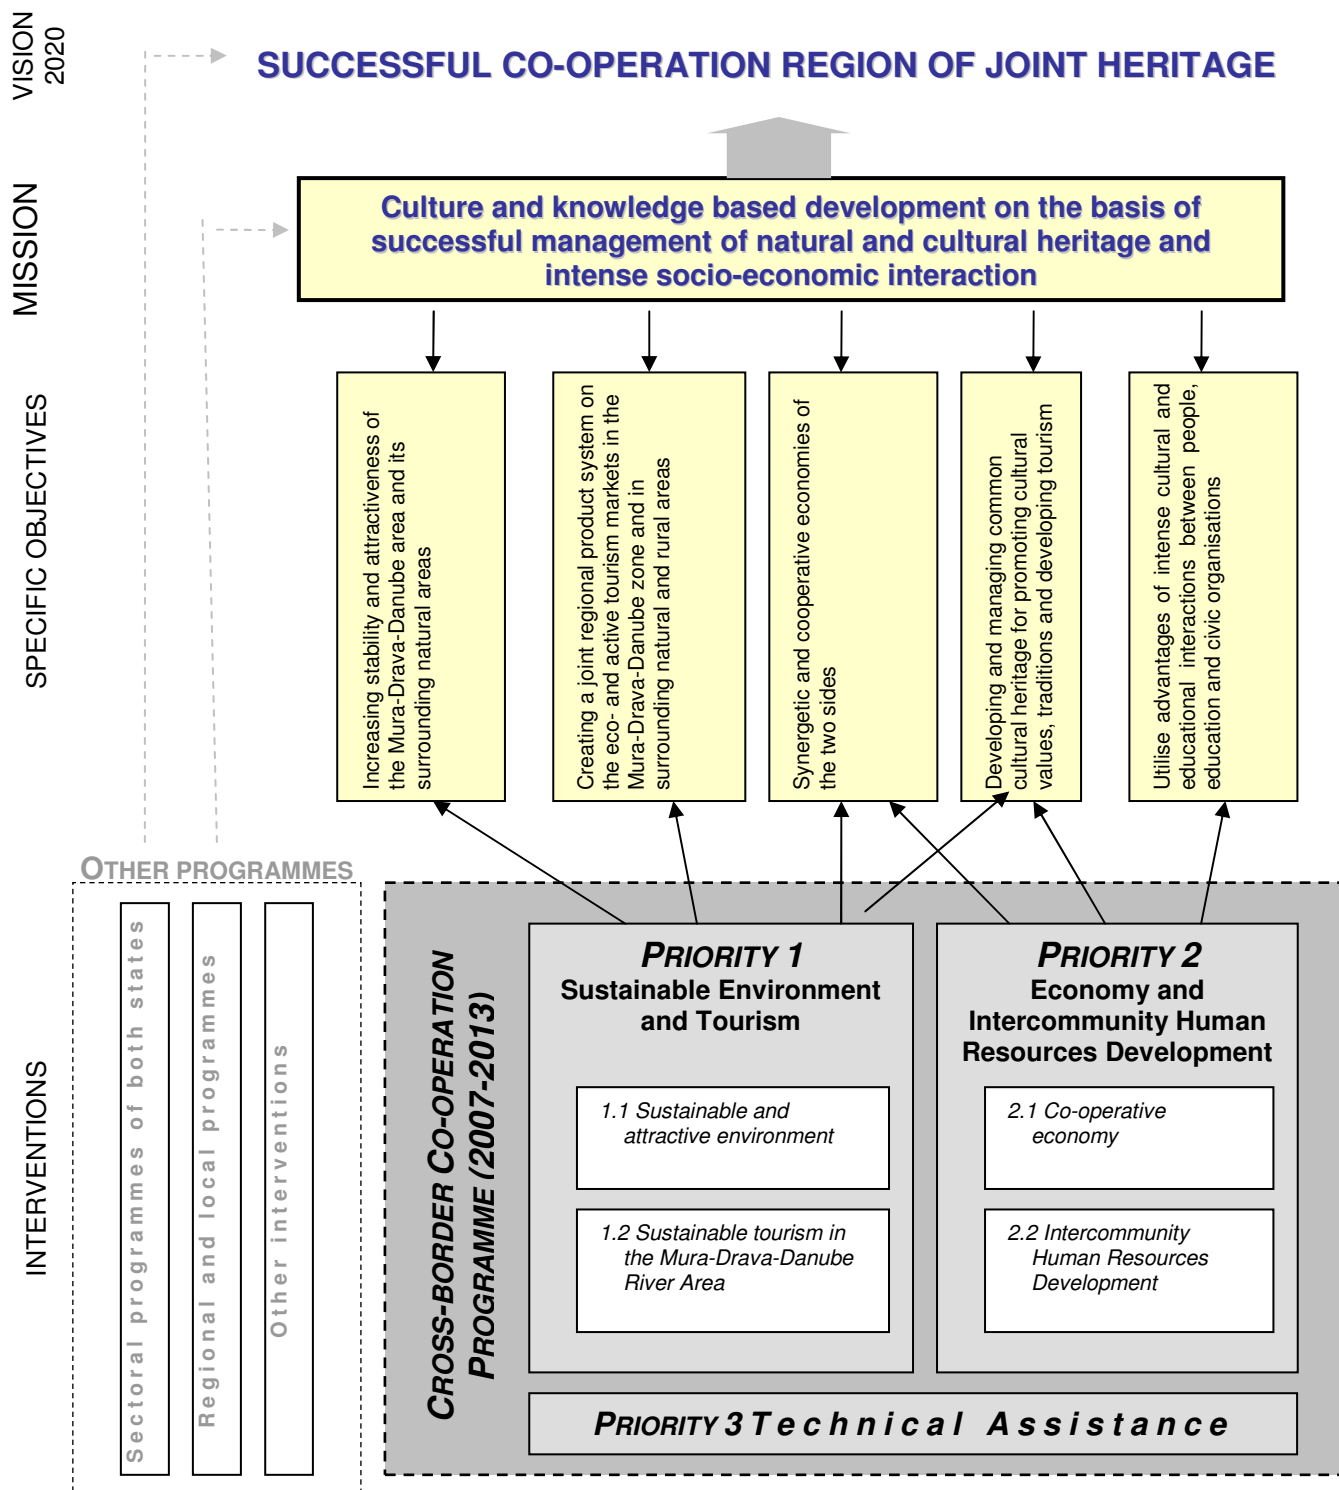 VISION
2020
SUCCESSFUL CO-OPERATION REGION OF JOINT HERITAGE
MISSION
Culture and knowledge based development on the basis of
successful management of natural and cultural heritage and
intense socio-economic interaction
SPECIFIC OBJECTIVES
Increasing stability and attractiveness of
the Mura-Drava-Danube area and its
surrounding natural areas
Creating a joint regional product system on
the eco- and active tourism markets in the
Mura-Drava-Danube zone and in
surrounding natural and rural areas
Synergetic and cooperative economies of
the two sides
Developing and managing common
cultural heritage for promoting cultural
values, traditions and developing tourism
Utilise advantages of intense cultural and
educational interactions between people,
education and civic organisations
INTERVENTIONS
OTHER PROGRAMMES
Sectoral programmes of both states
Regional and local programmes
Other interventions
CROSS-BORDER CO-OPERATION
PROGRAMME (2007-2013)
PRIORITY 1
Sustainable Environment
and Tourism
1.1 Sustainable and
attractive environment
1.2 Sustainable tourism in
the Mura-Drava-Danube
River Area
PRIORITY 2
Economy and
Intercommunity Human
Resources Development
2.1 Co-operative
economy
2.2 Intercommunity
Human Resources
Development
PRIORITY 3 Technical Assistance